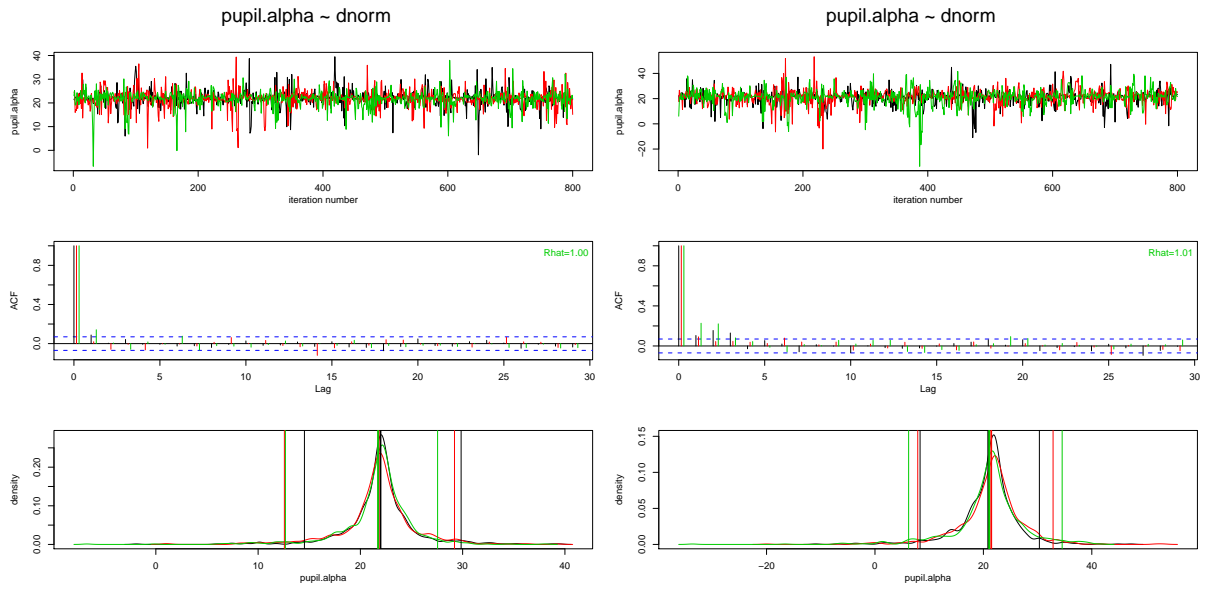 pupil.alpha ~ dnorm
pupil.alpha
0 10 20 30 40
0 200 400 600 800
iteration number
ACF
0.0 0.4 0.8
Rhat=1.00
0 5 10 15 20 25 30
Lag
density
0.00 0.10 0.20
0 10 20 30 40
pupil.alpha
pupil.alpha ~ dnorm
pupil.alpha
−20 0 20 40
0 200 400 600 800
iteration number
ACF
0.0 0.4 0.8
Rhat=1.01
0 5 10 15 20 25 30
Lag
density
0.00 0.05 0.10 0.15
−20 0 20 40
pupil.alpha